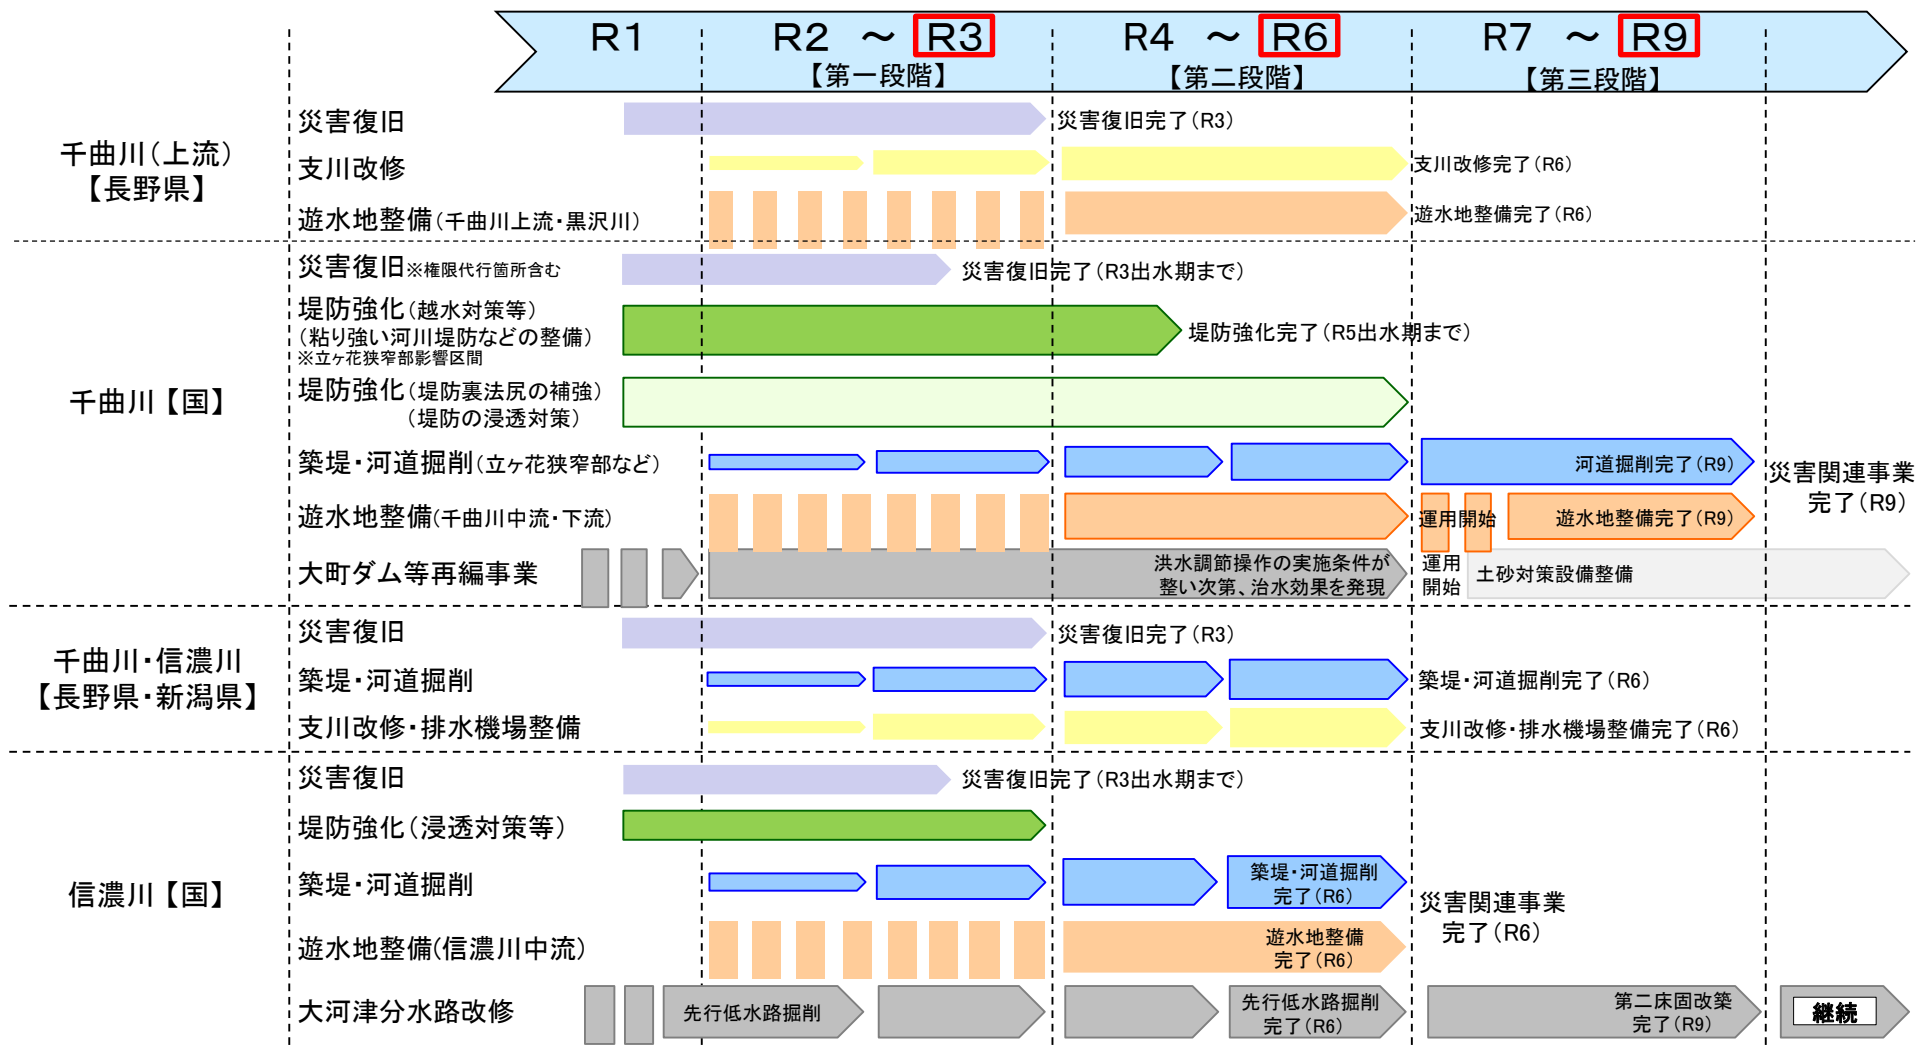 R1
R2 ～ R3
【第一段階】
R4 ～ R6
【第二段階】
R7 ～ R9
【第三段階】
千曲川(上流)
【長野県】
災害復旧
災害復旧完了(R3)
支川改修
支川改修完了(R6)
遊水地整備(千曲川上流・黒沢川)
遊水地整備完了(R6)
千曲川【国】
災害復旧※権限代行箇所含む
災害復旧完了(R3出水期まで)
堤防強化(越水対策等)
(粘り強い河川堤防などの整備)
※立ヶ花狭窄部影響区間
堤防強化完了(R5出水期まで)
堤防強化(堤防裏法尻の補強)
(堤防の浸透対策)
築堤・河道掘削(立ヶ花狭窄部など)
河道掘削完了(R9)
遊水地整備(千曲川中流・下流)
運用開始
遊水地整備完了(R9)
災害関連事業
完了(R9)
大町ダム等再編事業
洪水調節操作の実施条件が
整い次第、治水効果を発現
運用
開始
土砂対策設備整備
千曲川・信濃川
【長野県・新潟県】
災害復旧
災害復旧完了(R3)
築堤・河道掘削
築堤・河道掘削完了(R6)
支川改修・排水機場整備
支川改修・排水機場整備完了(R6)
信濃川【国】
災害復旧
災害復旧完了(R3出水期まで)
堤防強化(浸透対策等)
築堤・河道掘削
築堤・河道掘削
完了(R6)
遊水地整備(信濃川中流)
遊水地整備
完了(R6)
災害関連事業
完了(R6)
大河津分水路改修
先行低水路掘削
先行低水路掘削
完了(R6)
第二床固改築
完了(R9)
継続